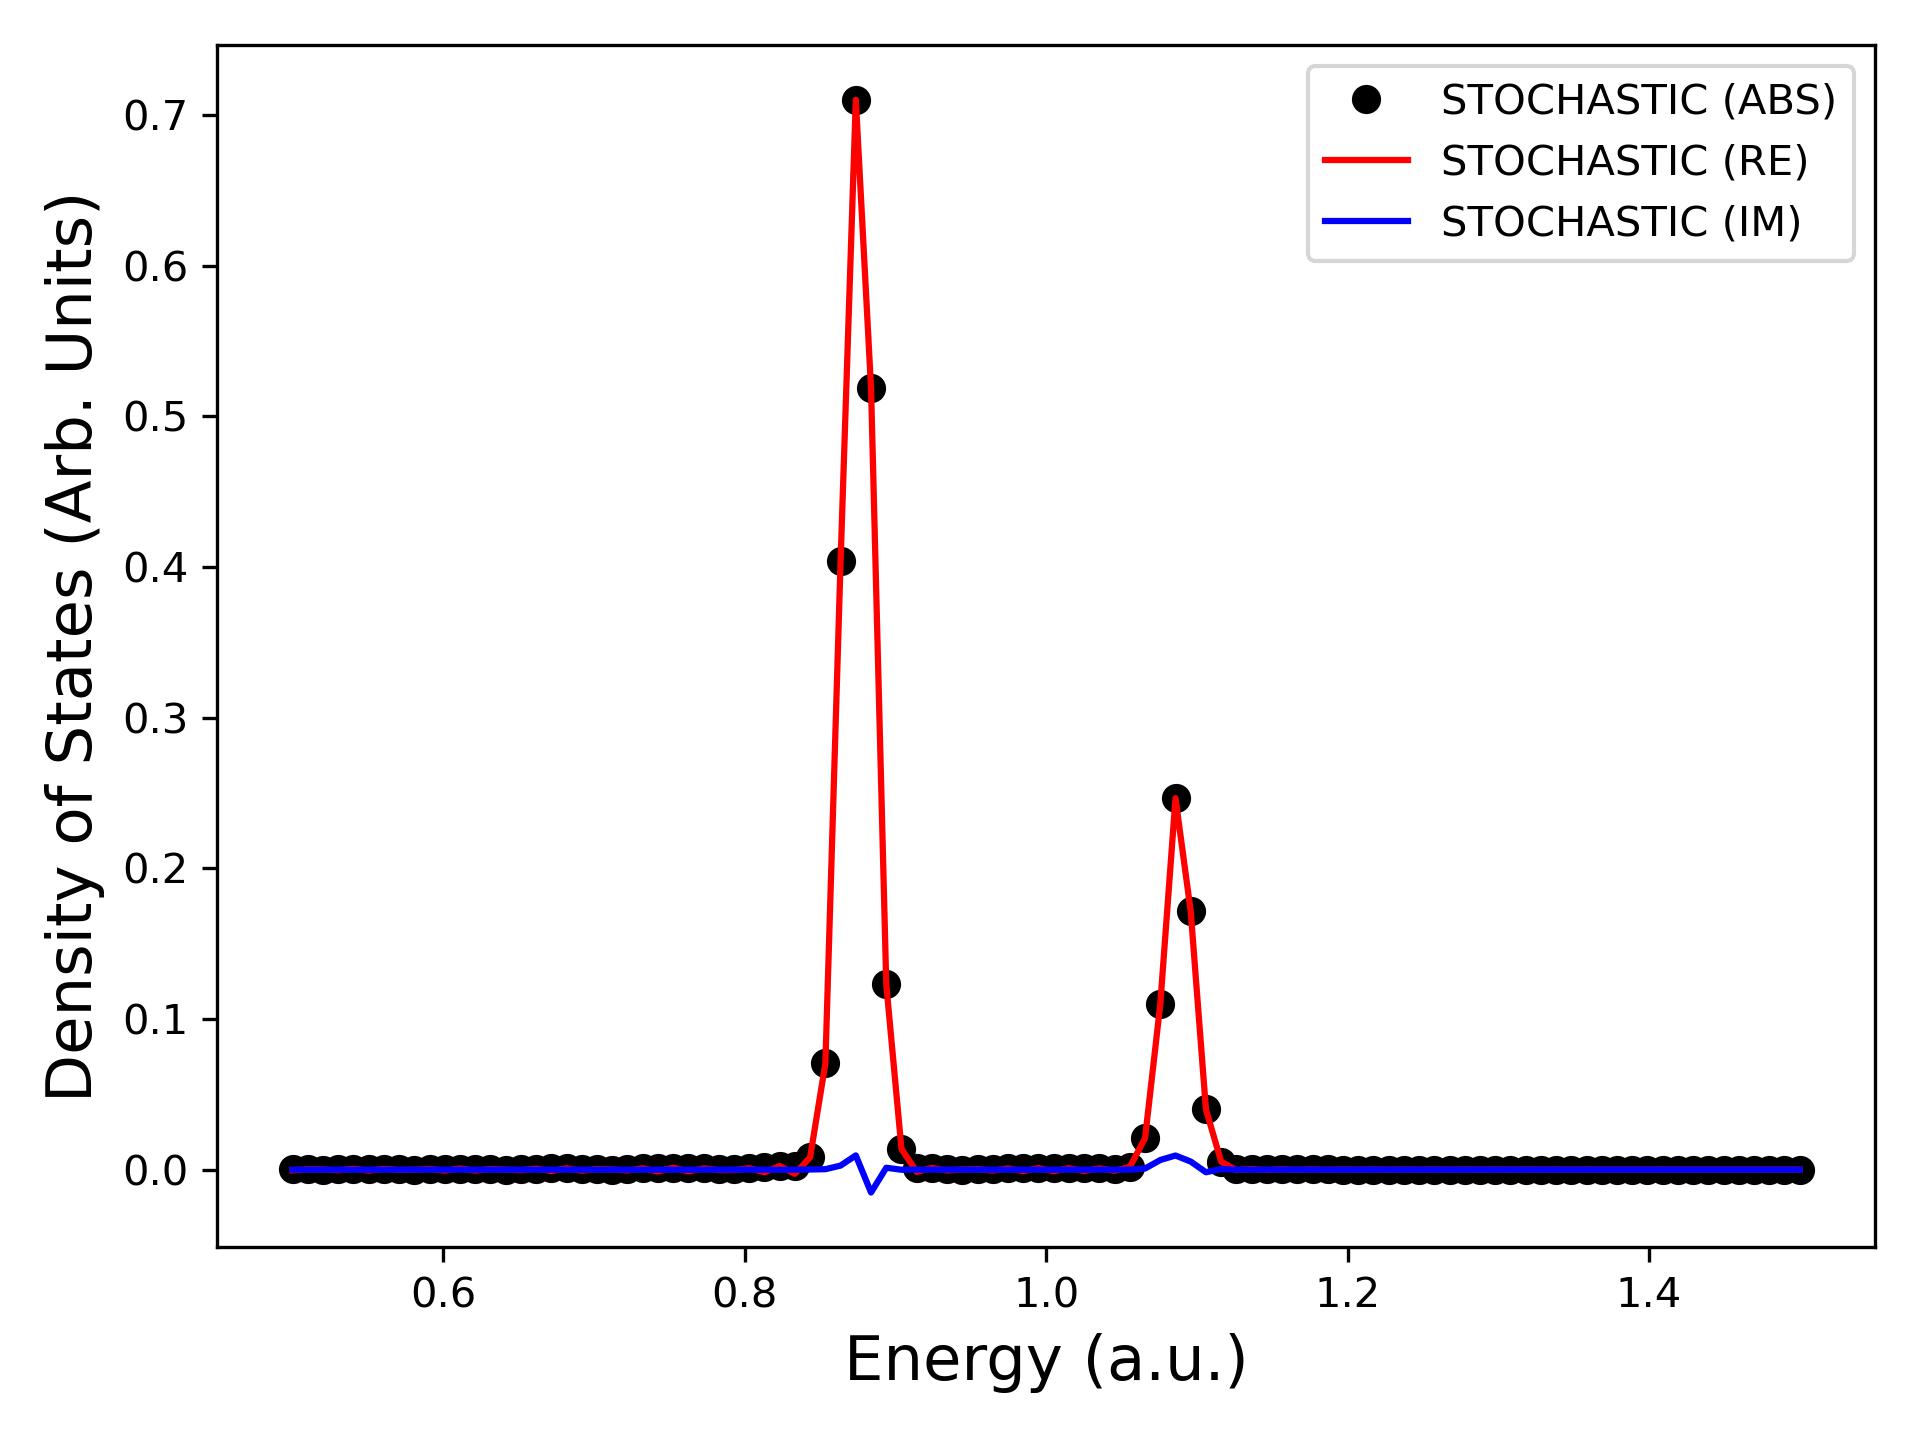 STOCHASTIC (ABS)
STOCHASTIC (RE)
STOCHASTIC (IM)
Density of States (Arb. Units)
0.7
0.6
0.5
0.4
0.3
0.2
0.1
0.0
0.6 0.8 1.0 1.2 1.4
Energy (a.u.)